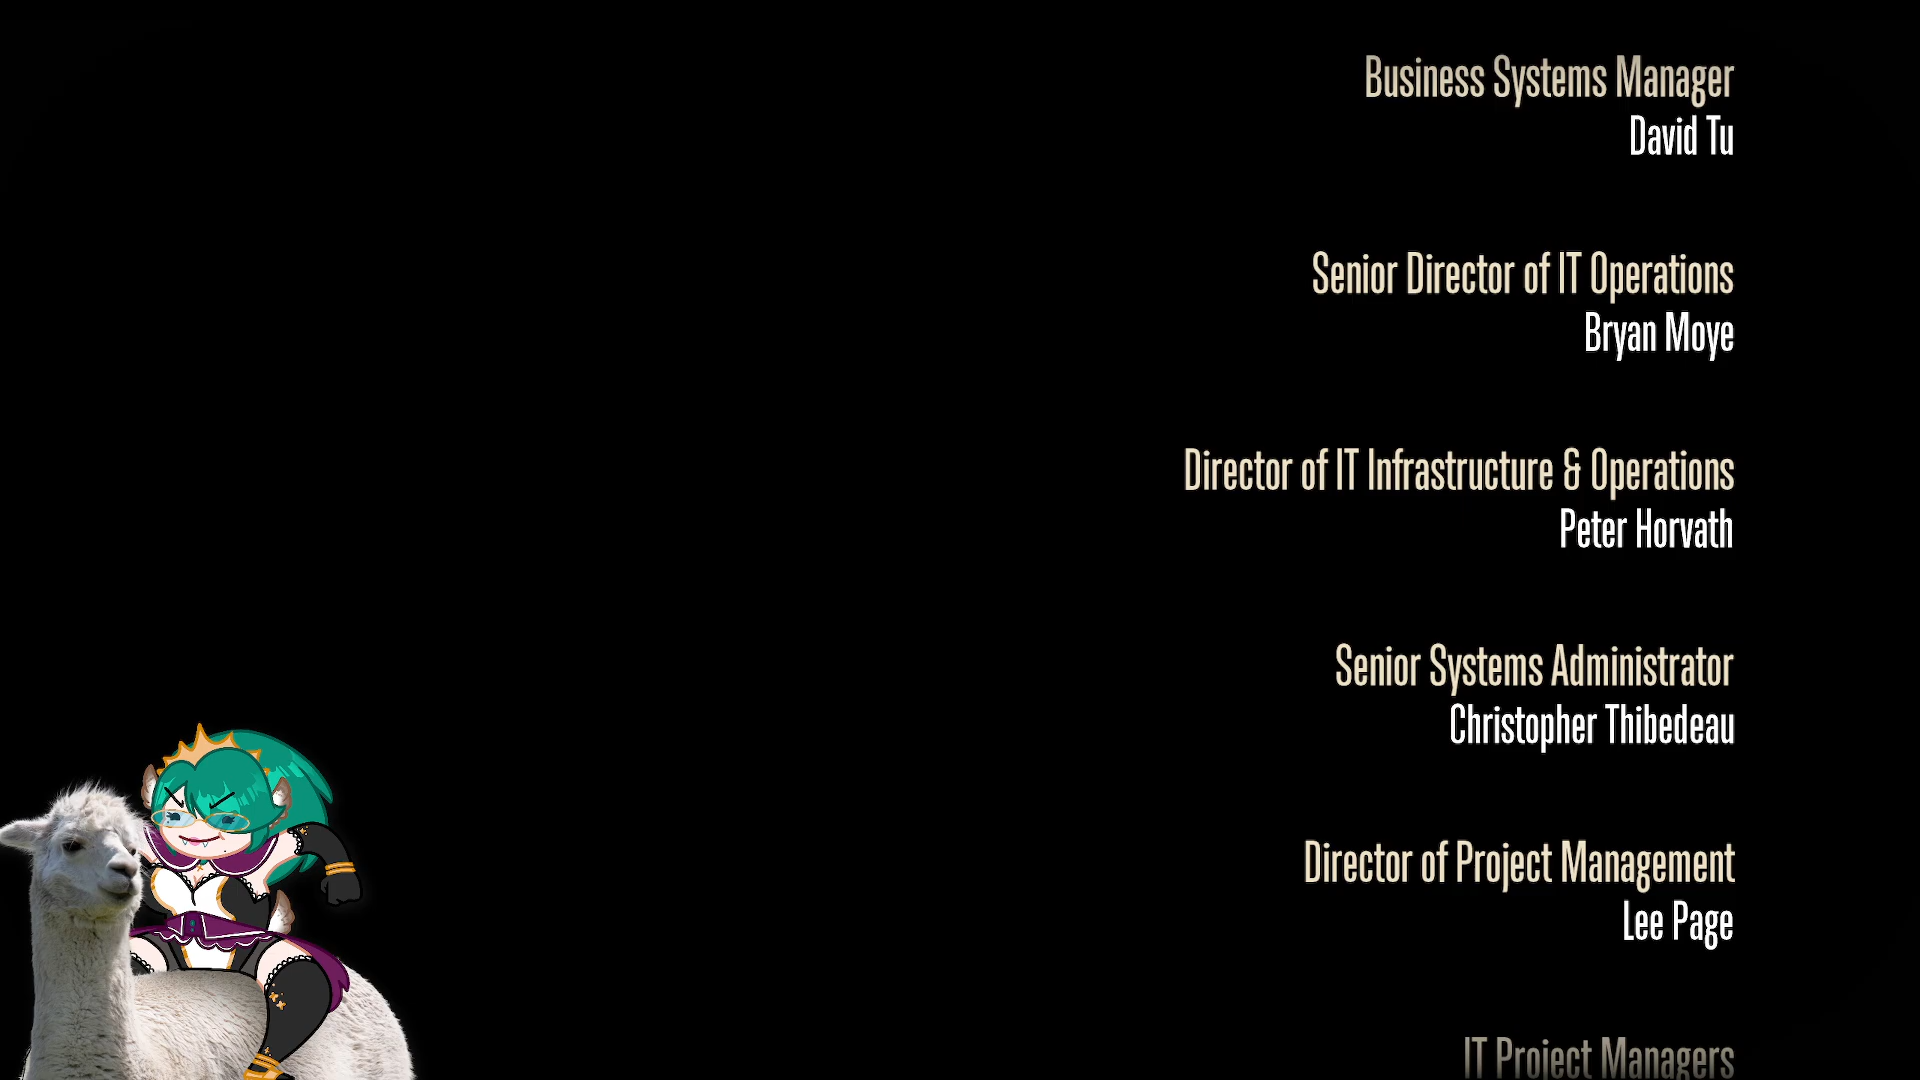 Business Systems Manager
David Tu
Senior Director of IT Operations
Bryan Moye
Director of IT Infrastructure & Operations
Peter Horvath
Senior Systems Administrator
Christopher Thibedeau
Director of Project Management
Lee Page
IT Project Managers